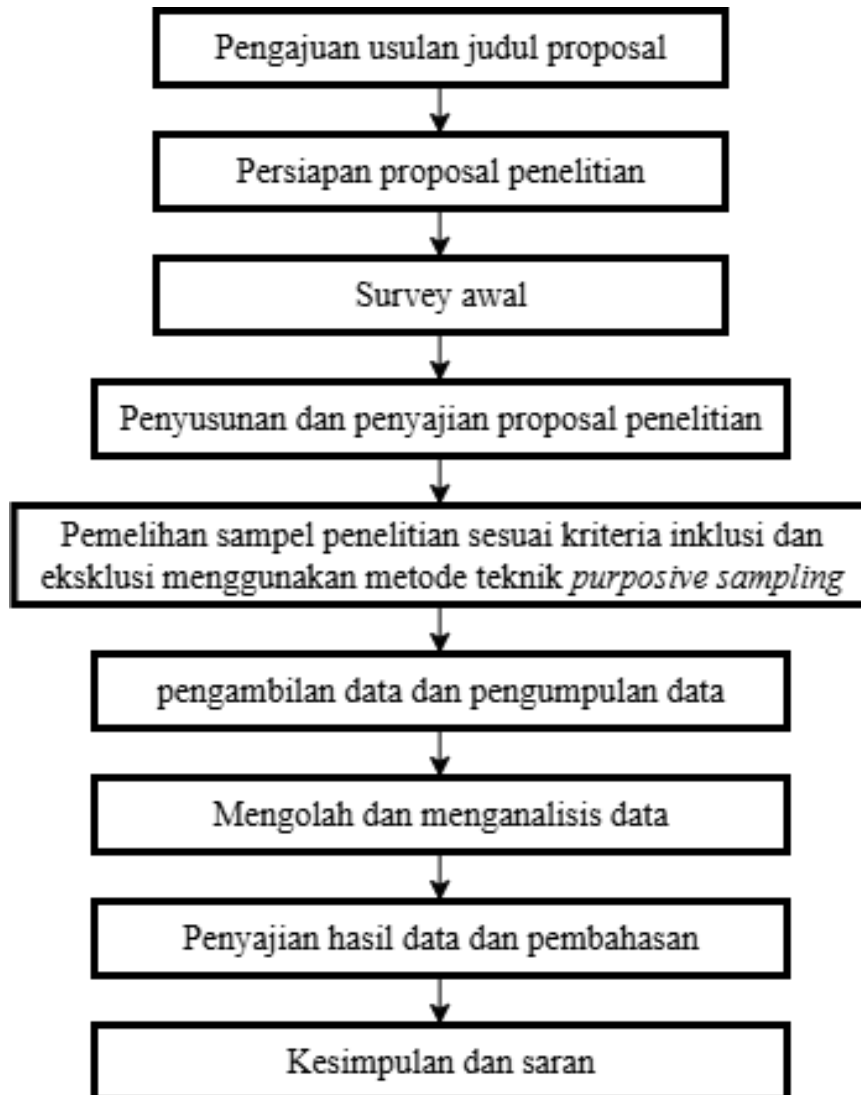 Pengajuan usulan judul proposal
Persiapan proposal penelitian
Survey awal
Penyusunan dan penyajian proposal penelitian
Pemelihan sampel penelitian sesuai kriteria inklusi dan
eksklusi menggunakan metode teknik purposive sampling
pengambilan data dan pengumpulan data
Mengolah dan menganalisis data
Penyajian hasil data dan pembahasan
Kesimpulan dan saran